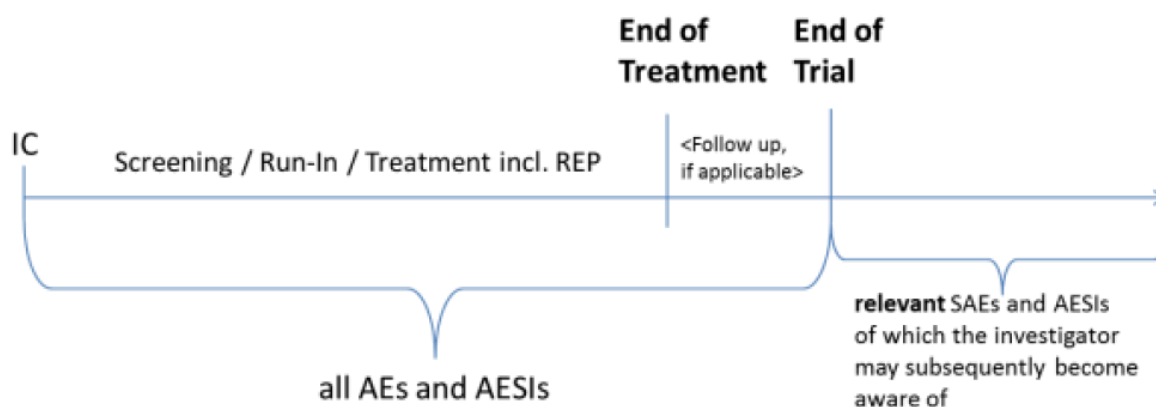 End of
Treatment
End of
Trial
IC
Screening / Run-In / Treatment incl. REP
<Follow up,
if applicable>
all AEs and AESIs
relevant SAEs and AESIs
of which the investigator
may subsequently become
aware of